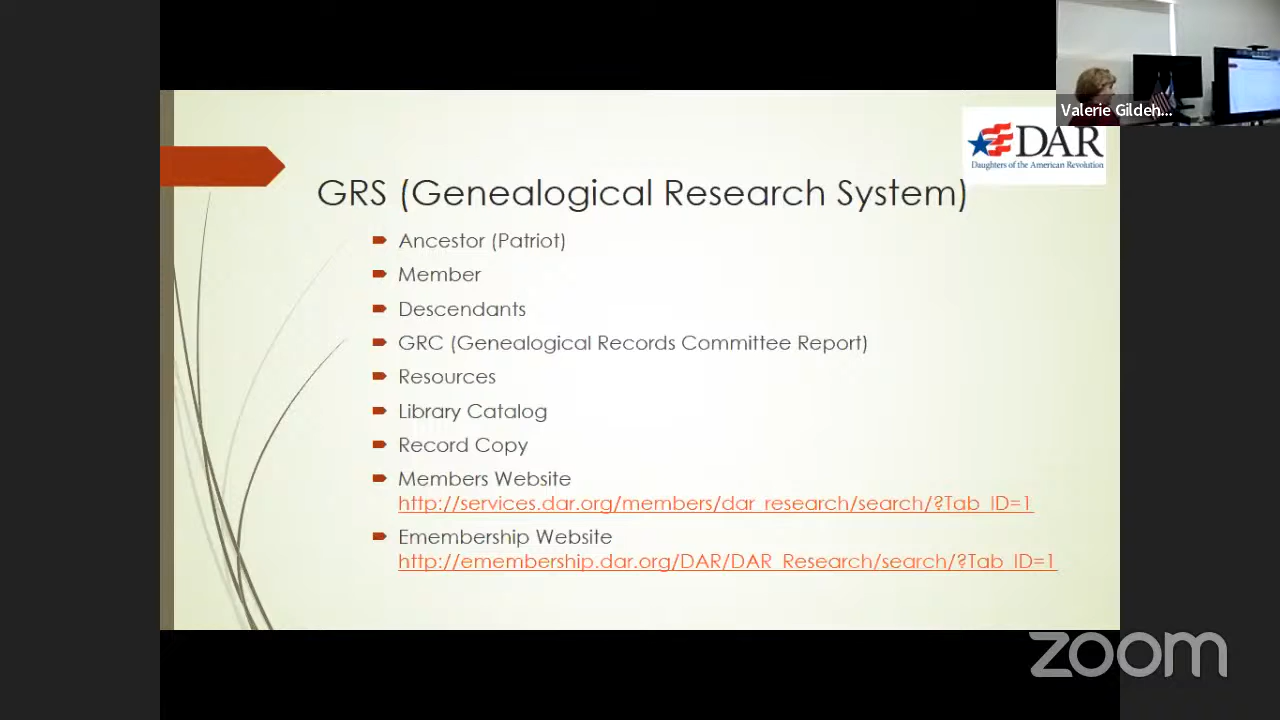 Valerie Gildeh...
DAR
Daughters of the American Revolution
GRS (Genealogical Research System)
Ancestor (Patriot)
Member
Descendants
GRC (Genealogical Records Committee Report)
Resources
Library Catalog
Record Copy
Members Website
http://services.dar.org/members/dar_research/search/?Tab_ID=1
Emembership Website
http://emembership.dar.org/DAR/DAR_Research/search/?Tab_ID=1
zoom